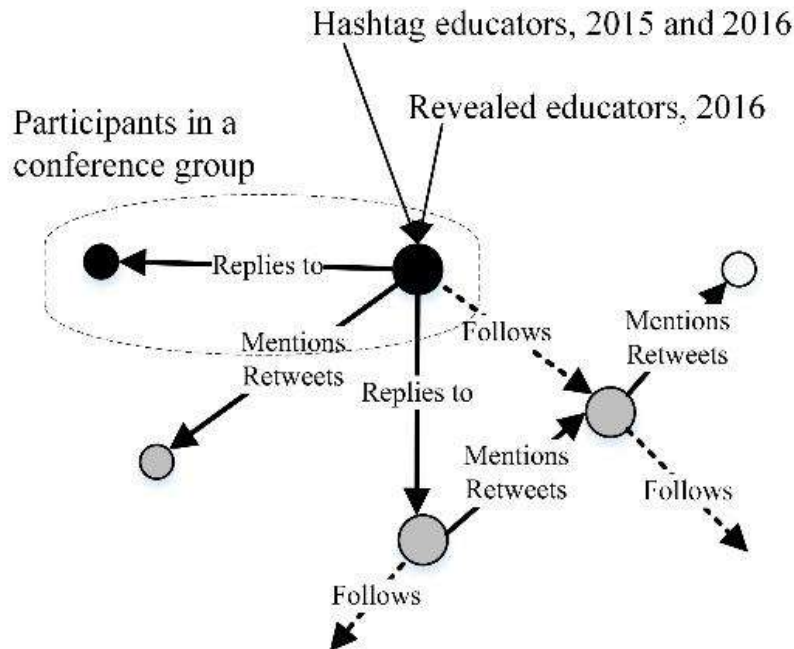 Hashtag educators, 2015 and 2016
Revealed educators, 2016
Participants in a
conference group
Replies to
Mentions
Retweets
Follows
Mentions
Retweets
Replies to
Mentions
Retweets
Follows
Follows